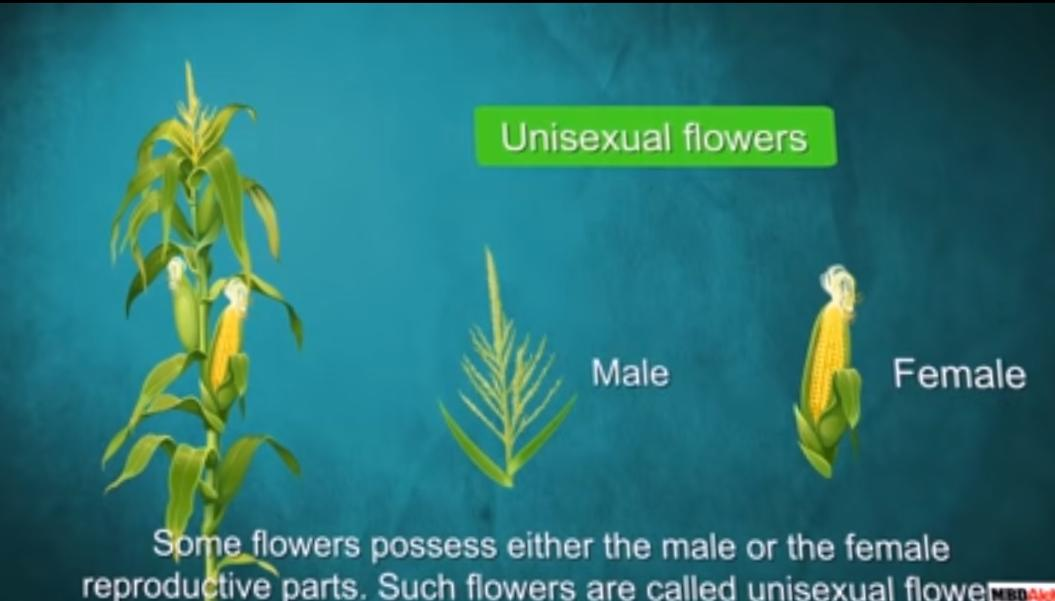 Unisexual flowers
Male
Female
Some flowers possess either the male or the female
reproductive parts. Such flowers are called unisexual